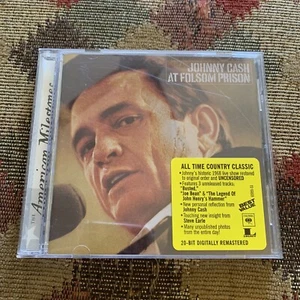 JOHNNY CASH
AT FOLSOM PRISON
American Milestones
ALL TIME COUNTRY CLASSIC
• Johnny's historic 1968 live show restored
to original order and UNCENSORED
• Features 3 unreleased tracks:
"Busted,"
"Joe Bean" & "The Legend Of
John Henry's Hammer"
• New personal reflection from
Johnny Cash
• Touching new insight from
Steve Earle
• Many unpublished photos
from the entire day!
BEST
20-BIT DIGITALLY REMASTERED